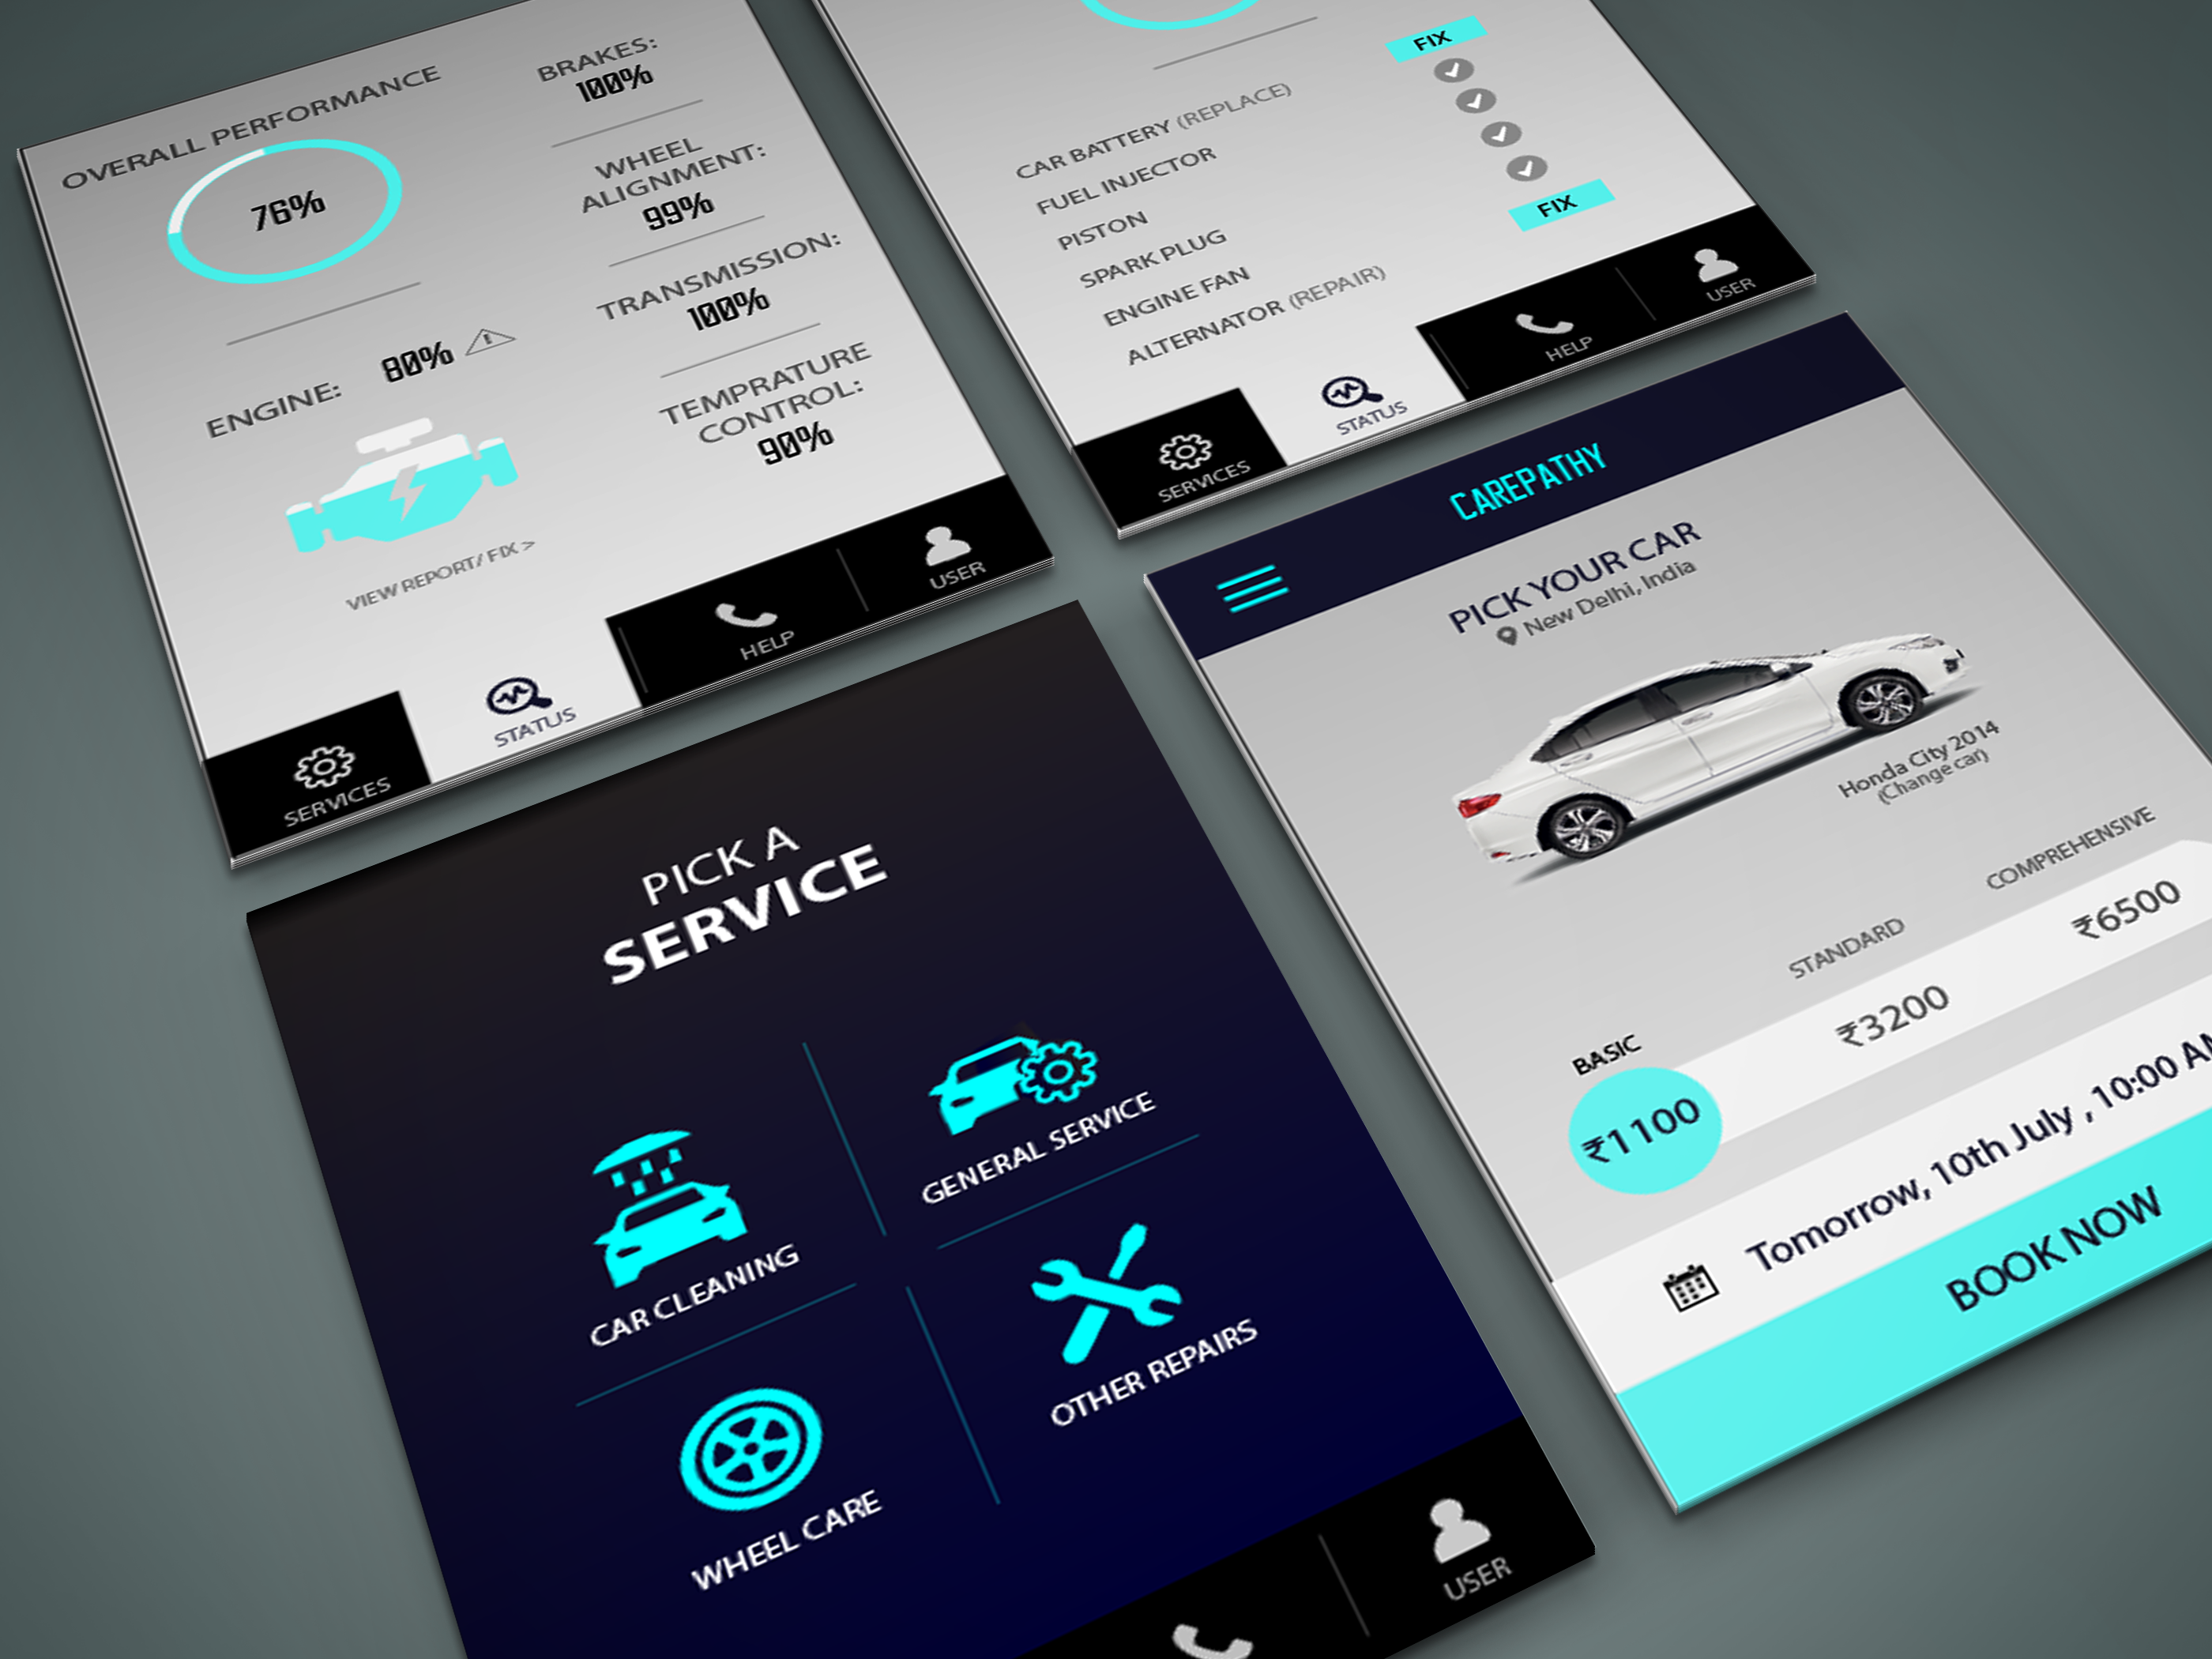 OVERALL PERFORMANCE
76%
ENGINE:
80%
VIEW REPORT/ FIX >
BRAKES:
100%
WHEEL
ALIGNMENT:
99%
TRANSMISSION:
100%
TEMPRATURE
CONTROL:
90%
SERVICES
STATUS
HELP
USER
FIX
CAR BATTERY (REPLACE)
FUEL INJECTOR
PISTON
SPARK PLUG
ENGINE FAN
ALTERNATOR (REPAIR)
FIX
SERVICES
STATUS
HELP
USER
PICK A
SERVICE
CAR CLEANING
GENERAL SERVICE
WHEEL CARE
OTHER REPAIRS
USER
CAREPATHY
PICK YOUR CAR
New Delhi, India
Honda City 2014
(Change car)
BASIC
STANDARD
COMPREHENSIVE
₹1100
₹3200
₹6500
Tomorrow, 10th July , 10:00 AM
BOOK NOW